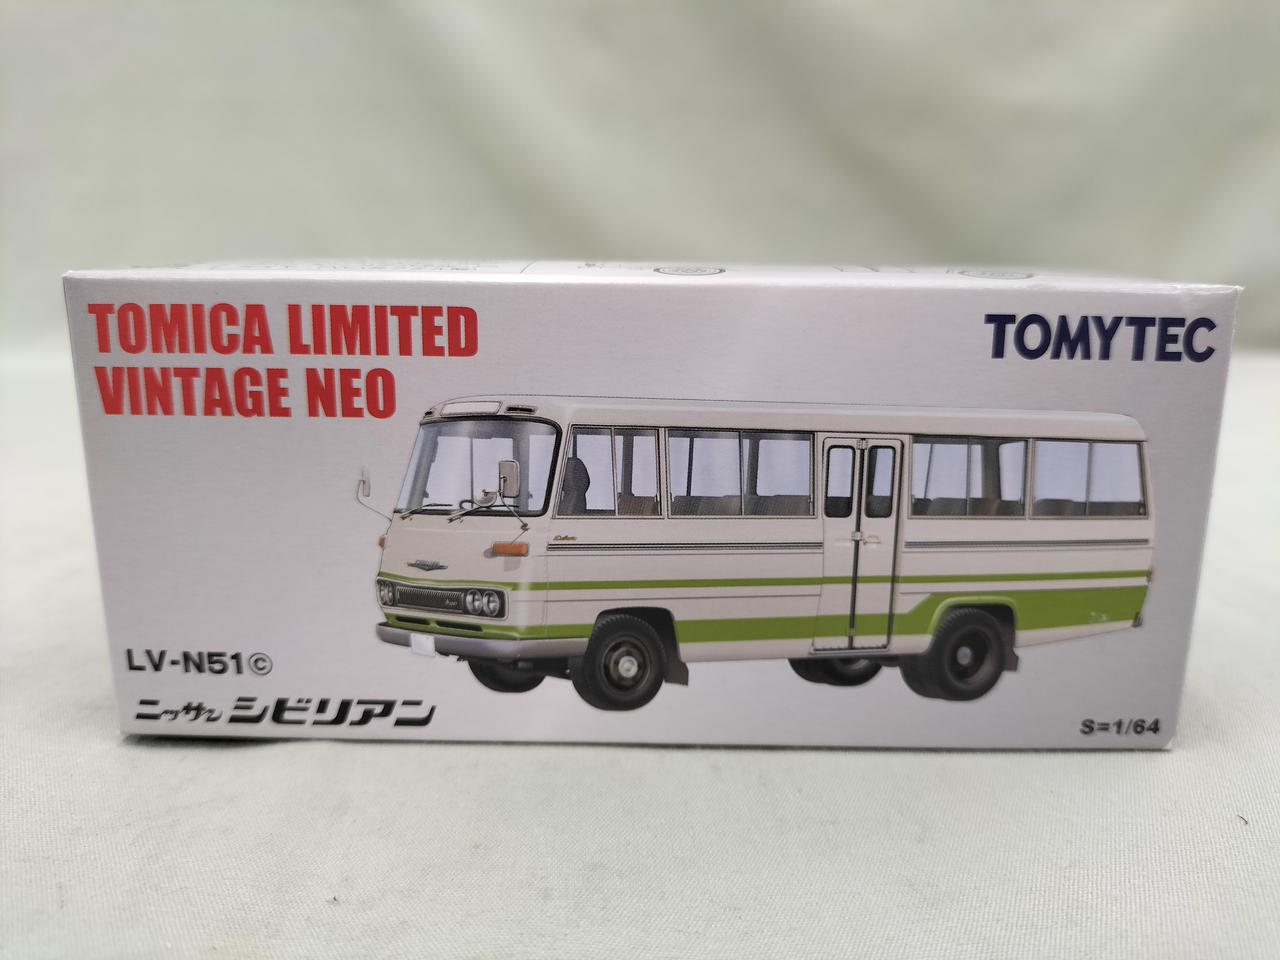 TOMICA LIMITED
VINTAGE NEO
TOMYTEC
LV-N51©
ニッサン シビリアン
S=1/64